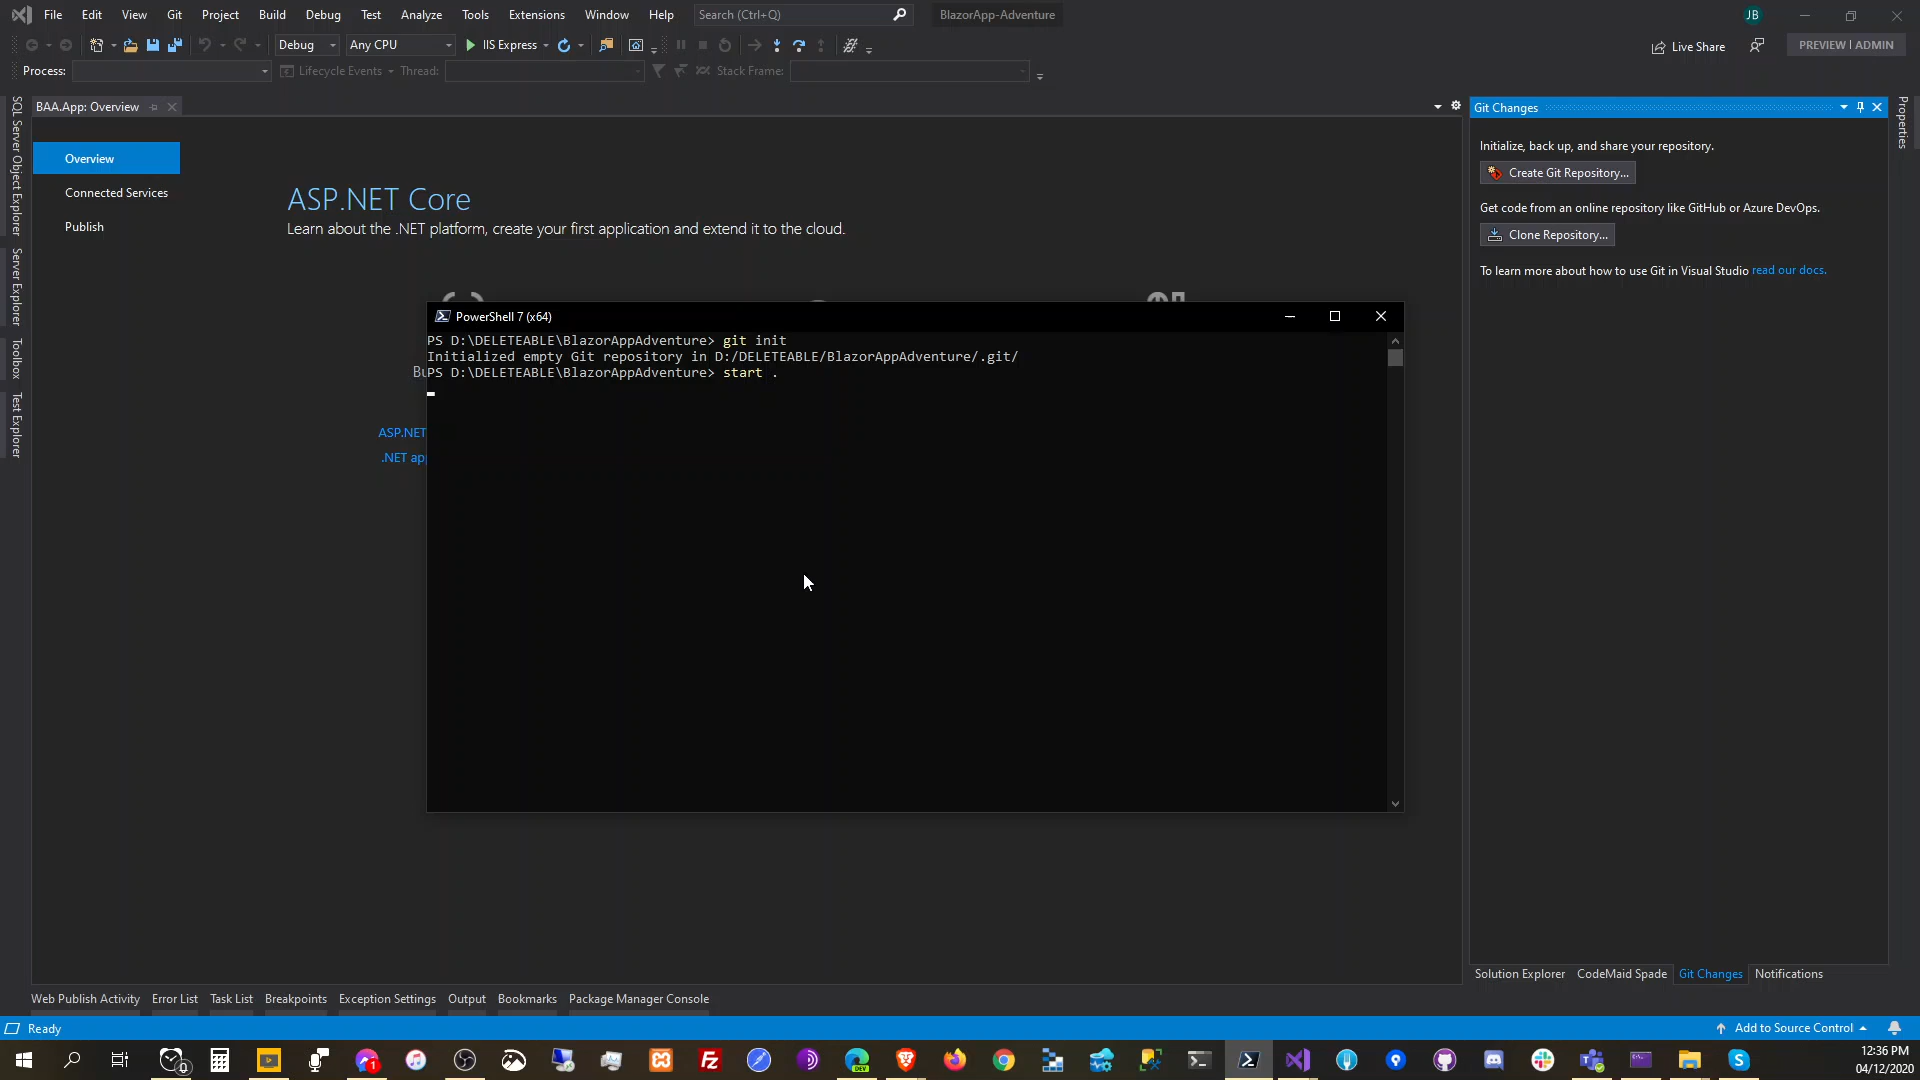 File Edit View Git Project Build Debug Test Analyze Tools Extensions Window Help Search (Ctrl+Q) BlazorApp-Adventure JB
Debug Any CPU IIS Express Live Share PREVIEW | ADMIN
Process: Lifecycle Events Thread: Stack Frame:
SQL Server Object Explorer
Server Explorer
Toolbox
Test Explorer
BAA.App: Overview
Overview
Connected Services
Publish
ASP.NET Core
Learn about the .NET platform, create your first application and extend it to the cloud.
Bu
ASP.NET
.NET ap
PowerShell 7 (x64)
PS D:\DELETEABLE\BlazorAppAdventure> git init
Initialized empty Git repository in D:/DELETEABLE/BlazorAppAdventure/.git/
PS D:\DELETEABLE\BlazorAppAdventure> start .
Git Changes
Initialize, back up, and share your repository.
Create Git Repository...
Get code from an online repository like GitHub or Azure DevOps.
Clone Repository...
To learn more about how to use Git in Visual Studio read our docs.
Properties
Solution Explorer CodeMaid Spade Git Changes Notifications
Web Publish Activity Error List Task List Breakpoints Exception Settings Output Bookmarks Package Manager Console
Ready Add to Source Control
DEV
1
12:36 PM
04/12/2020